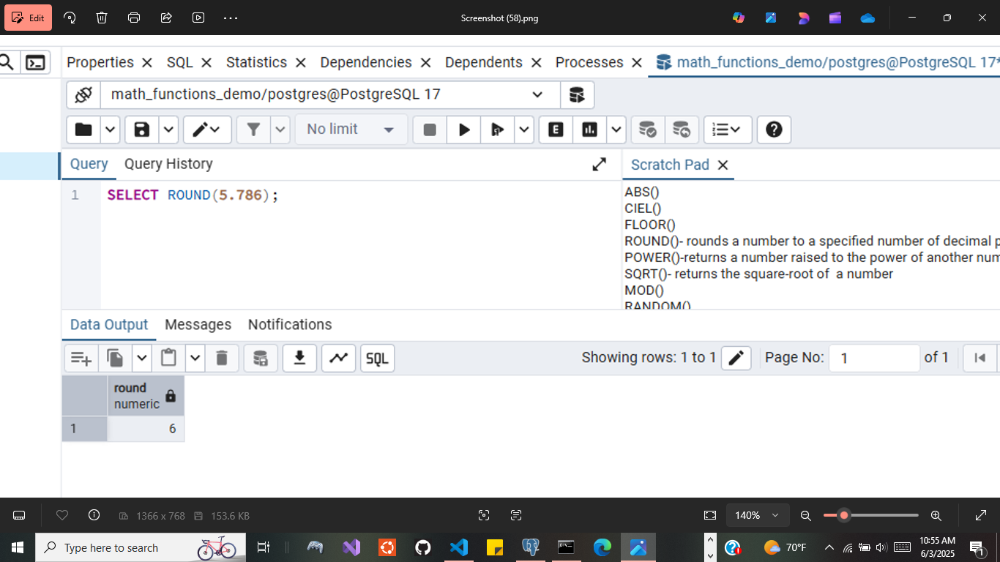 Edit
Screenshot (58).png
Properties SQL Statistics Dependencies Dependents Processes math_functions_demo/postgres@PostgreSQL 17*
math_functions_demo/postgres@PostgreSQL 17
No limit
E
Query Query History
Scratch Pad
1 SELECT ROUND(5.786);
ABS()
CIEL()
FLOOR()
ROUND()- rounds a number to a specified number of decimal
POWER()-returns a number raised to the power of another
SQRT()- returns the square-root of a number
MOD()
RANDOM()
Data Output Messages Notifications
SQL
Showing rows: 1 to 1
Page No: 1 of 1
round
numeric
1 6
1366 x 768 153.6 KB
140%
Type here to search
70°F
10:55 AM
6/3/2025
1